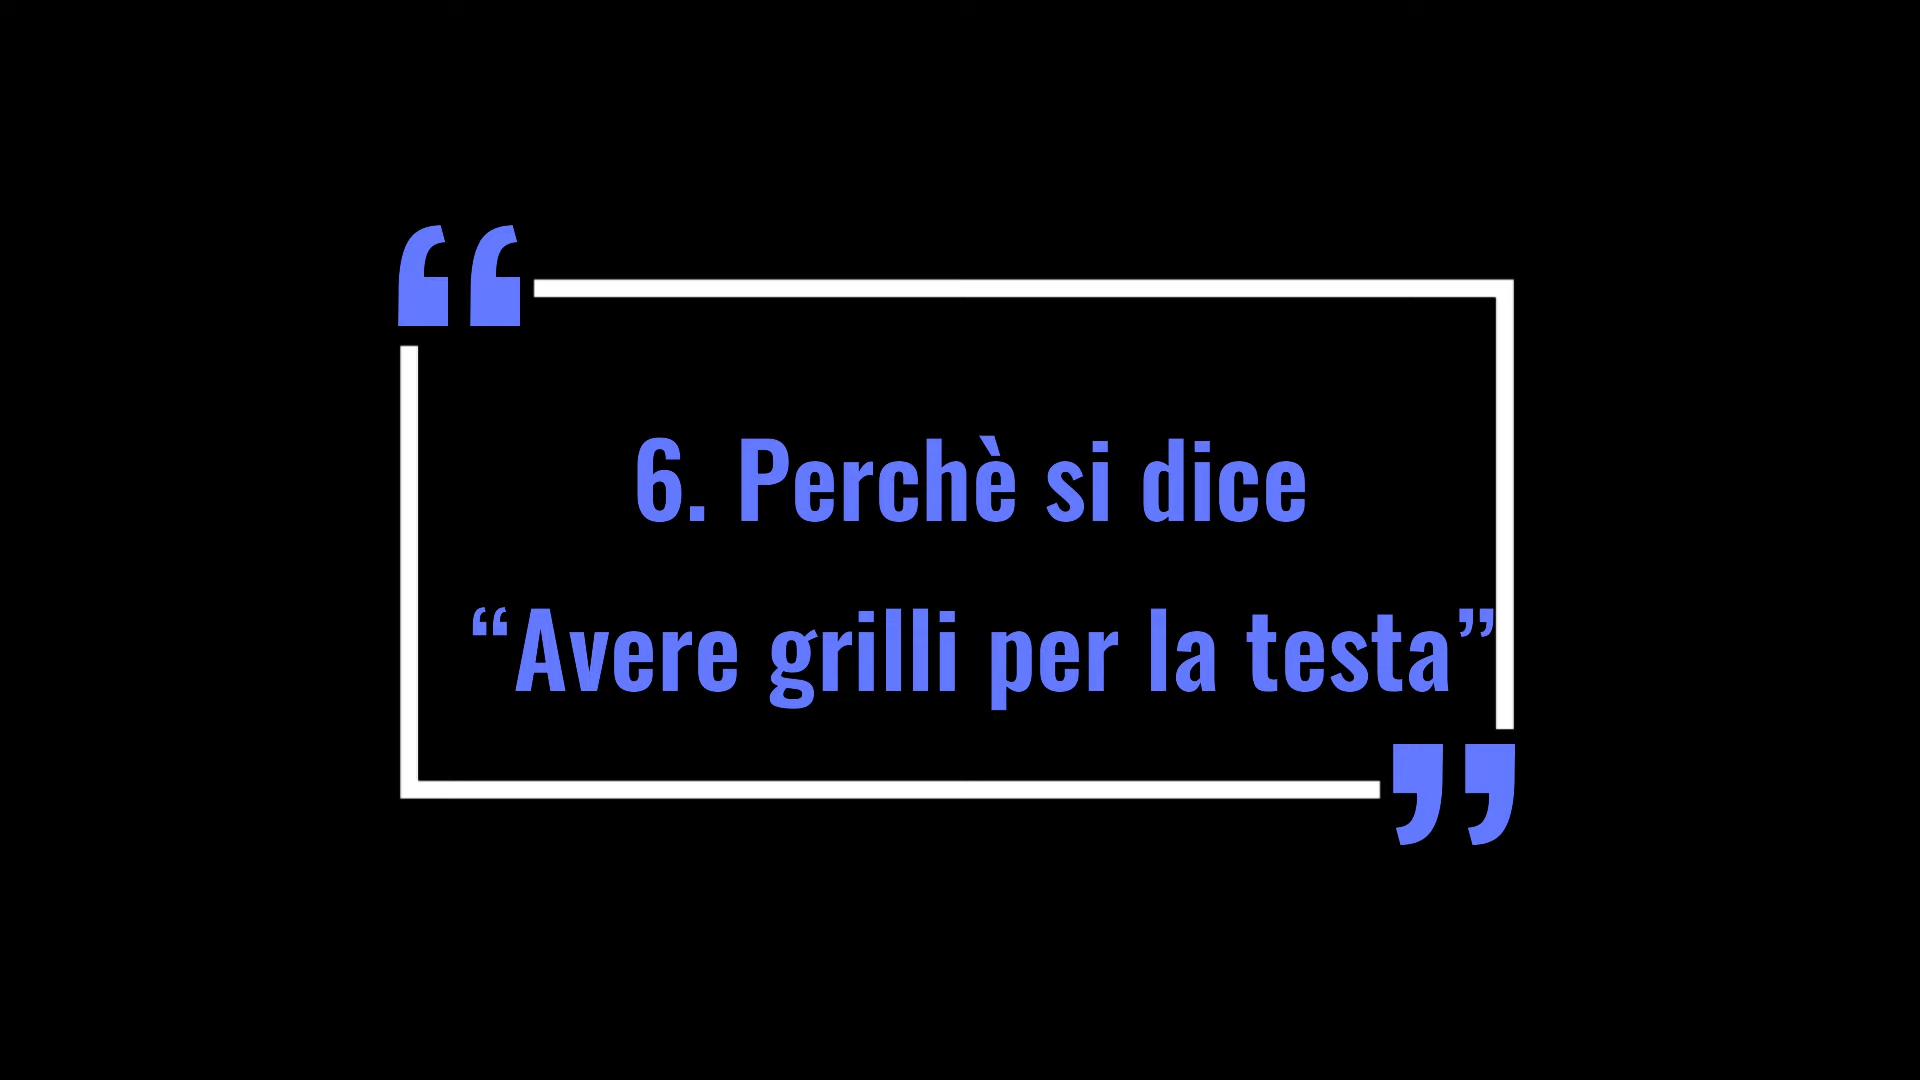 6. Perchè si dice
“Avere grilli per la testa”